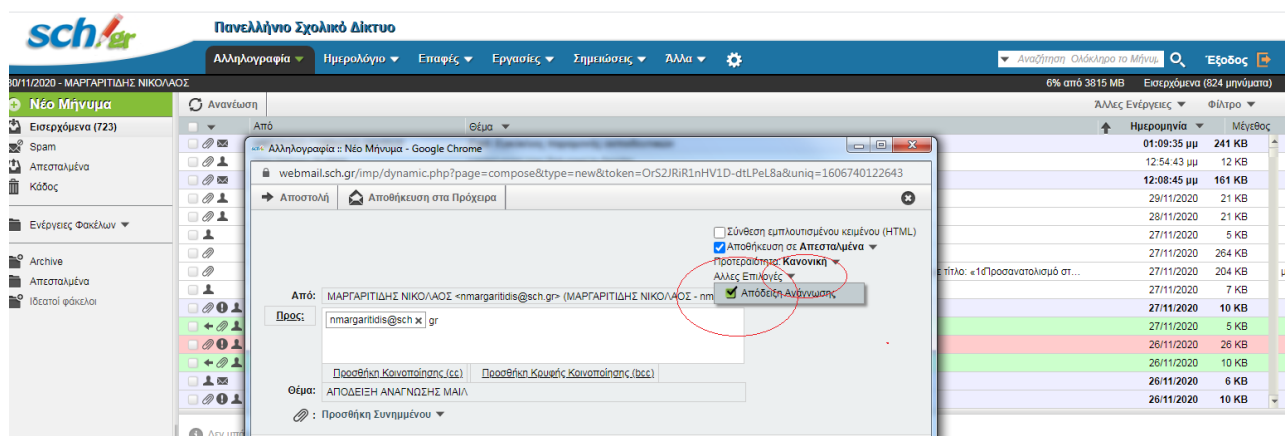 sch.gr
Πανελλήνιο Σχολικό Δίκτυο
Αλληλογραφία Ημερολόγιο Επαφές Εργασίες Σημειώσεις Άλλα
Αναζήτηση Ολόκληρο το Μήνυμ
Έξοδος
30/11/2020 - ΜΑΡΓΑΡΙΤΙΔΗΣ ΝΙΚΟΛΑΟΣ
6% από 3815 MB Εισερχόμενα (824 μηνύματα)
Νέο Μήνυμα
Ανανέωση
Άλλες Ενέργειες Φίλτρο
Εισερχόμενα (723)
Spam
Απεσταλμένα
Κάδος
Ενέργειες Φακέλων
Archive
Απεσταλμένα
Ιδεατοί φάκελοι
Από Θέμα Ημερομηνία Μέγεθος
01:09:35 μμ 241 KB
12:54:43 μμ 12 KB
12:08:45 μμ 161 KB
29/11/2020 21 KB
28/11/2020 21 KB
27/11/2020 5 KB
27/11/2020 264 KB
ε τίτλο: «1ΠΠροσανατολισμό στ... 27/11/2020 204 KB
27/11/2020 7 KB
27/11/2020 10 KB
27/11/2020 5 KB
26/11/2020 26 KB
26/11/2020 10 KB
26/11/2020 6 KB
26/11/2020 10 KB
Αλληλογραφία :: Νέο Μήνυμα - Google Chrome
webmail.sch.gr/imp/dynamic.php?page=compose&type=new&token=OrS2JRiR1nHV1D-dtLPeL8a&uniq=1606740122643
Αποστολή Αποθήκευση στα Πρόχειρα
Σύνθεση εμπλουτισμένου κειμένου (HTML)
Αποθήκευση σε Απεσταλμένα
Προτεραιότητα: Κανονική
Άλλες Επιλογές
Απόδειξη Ανάγνωσης
Από: ΜΑΡΓΑΡΙΤΙΔΗΣ ΝΙΚΟΛΑΟΣ <nmargaritidis@sch.gr> (ΜΑΡΓΑΡΙΤΙΔΗΣ ΝΙΚΟΛΑΟΣ - nm
Προς: nmargaritidis@sch x gr
Προσθήκη Κοινοποίησης (cc) Προσθήκη Κρυφής Κοινοποίησης (bcc)
Θέμα: ΑΠΟΔΕΙΞΗ ΑΝΑΓΝΩΣΗΣ ΜΑΙΛ
: Προσθήκη Συνημμένου